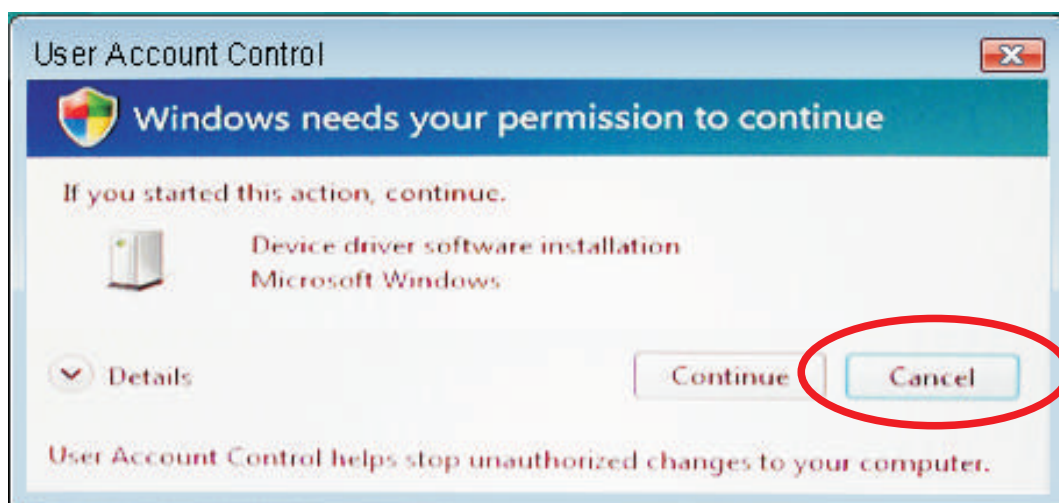 User Account Control
Windows needs your permission to continue
If you started this action, continue.
Device driver software installation
Microsoft Windows
Details
Continue
Cancel
User Account Control helps stop unauthorized changes to your computer.